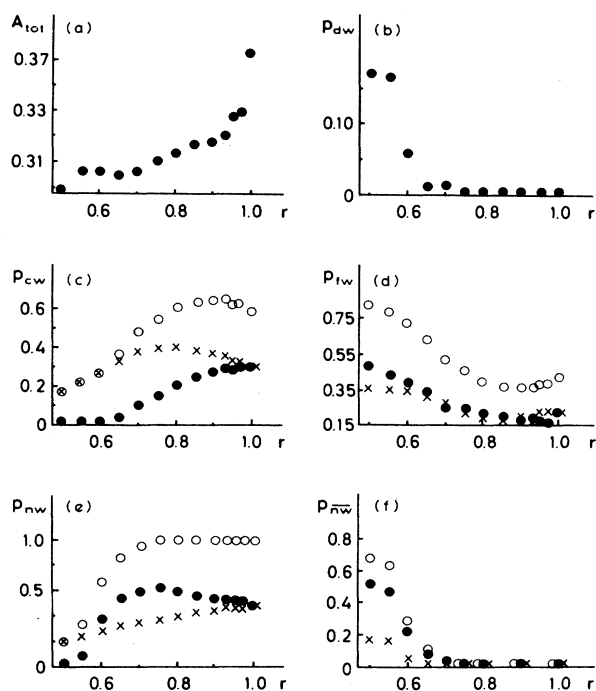 A_tot (a)
0.37
0.33
0.31
0.6 0.8 1.0 r
p_dw (b)
0.10
0
0.6 0.8 1.0 r
p_cw (c)
0.6
0.4
0.2
0
0.6 0.8 1.0 r
p_fw (d)
0.75
0.55
0.35
0.15
0.6 0.8 1.0 r
p_nw (e)
1.0
0.5
0
0.6 0.8 1.0 r
p_n̅w̅ (f)
0.8
0.6
0.4
0.2
0
0.6 0.8 1.0 r